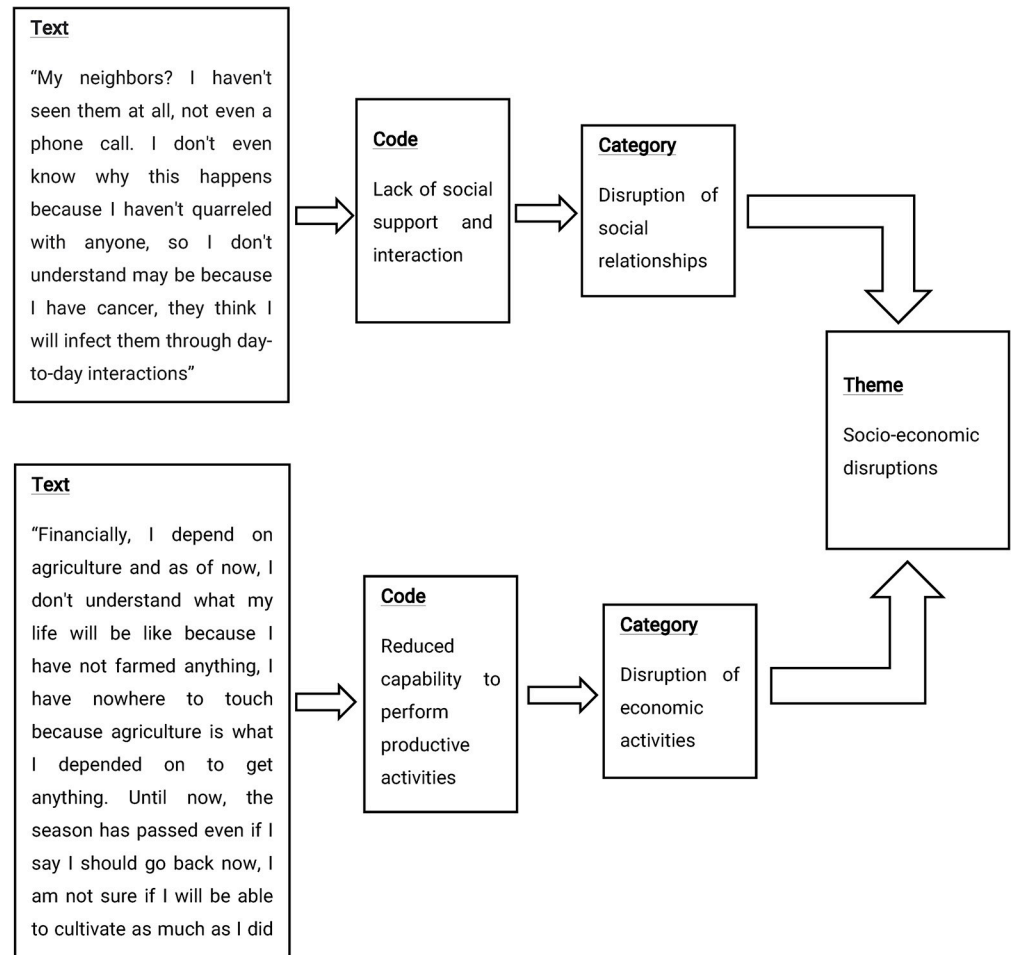 Text
“My neighbors? I haven't
seen them at all, not even a
phone call. I don't even
know why this happens
because I haven't quarreled
with anyone, so I don't
understand may be because
I have cancer, they think I
will infect them through day-
to-day interactions”
Code
Lack of social
support and
interaction
Category
Disruption of
social
relationships
Theme
Socio-economic
disruptions
Text
“Financially, I depend on
agriculture and as of now, I
don't understand what my
life will be like because I
have not farmed anything, I
have nowhere to touch
because agriculture is what
I depended on to get
anything. Until now, the
season has passed even if I
say I should go back now, I
am not sure if I will be able
to cultivate as much as I did
Code
Reduced
capability to
perform
productive
activities
Category
Disruption of
economic
activities